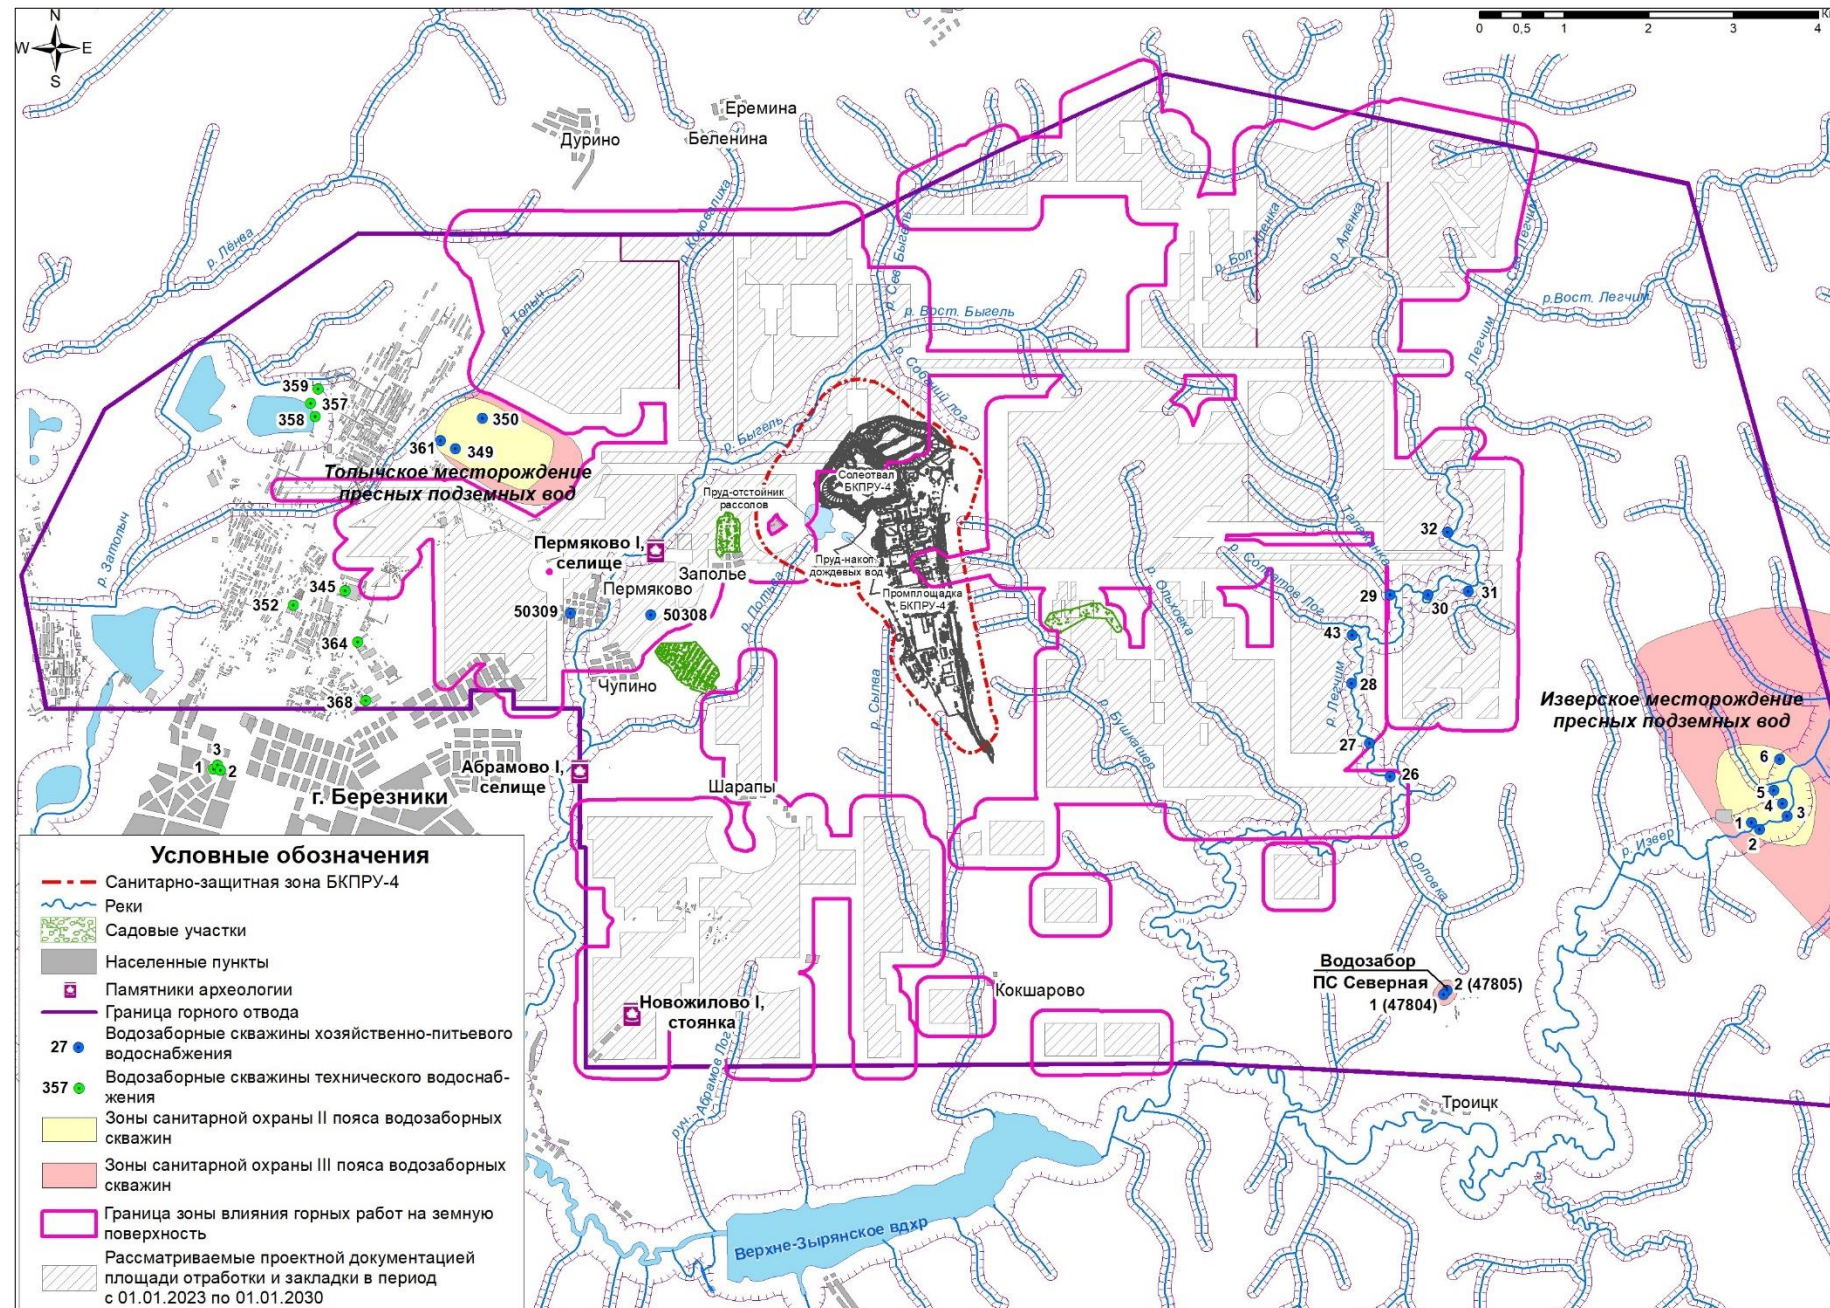 N
W
E
S
0
0,5
1
2
3
4
Еремина
Беленина
Дурино
р. Лёнва
р. Коновалиха
р. Толыч
р. Сев. Быгель
р. Вост. Быгель
р. Бол. Аленка
р. Аленка
р. Сев. Легчим
р.Вост. Легчим
р. Легчим
р. Собачий лог
р. Быгель
359
357
358
350
361
349
Толычское месторождение
пресных подземных вод
Солеотвал
БКПРУ-4
Пруд-отстойник
рассолов
р. Затолыч
Пермяково I,
селище
Заполье
Пермяково
Пруд-накоп.
дождевых вод
Промплощадка
БКПРУ-4
р. Талажанка
р. Солдатов Лог
р. Ольховка
32
31
30
29
43
28
27
26
345
352
364
368
50309
50308
р. Потьва
Чупино
р. Сылва
р. Бушкашер
р. Легчим
Изверское месторождение
пресных подземных вод
6
5
4
3
1
2
р. Извер
3
1
2
Абрамово I,
селище
г. Березники
Шарапы
р. Орловка
Водозабор
ПС Северная
2 (47805)
1 (47804)
Кокшарово
Новожилово I,
стоянка
руч. Абрамов Лог
Троицк
Верхне-Зырянское вдхр
Условные обозначения
Санитарно-защитная зона БКПРУ-4
Реки
Садовые участки
Населенные пункты
Памятники археологии
Граница горного отвода
27
Водозаборные скважины хозяйственно-питьевого
водоснабжения
357
Водозаборные скважины технического водоснаб-
жения
Зоны санитарной охраны II пояса водозаборных
скважин
Зоны санитарной охраны III пояса водозаборных
скважин
Граница зоны влияния горных работ на земную
поверхность
Рассматриваемые проектной документацией
площади отработки и закладки в период
с 01.01.2023 по 01.01.2030